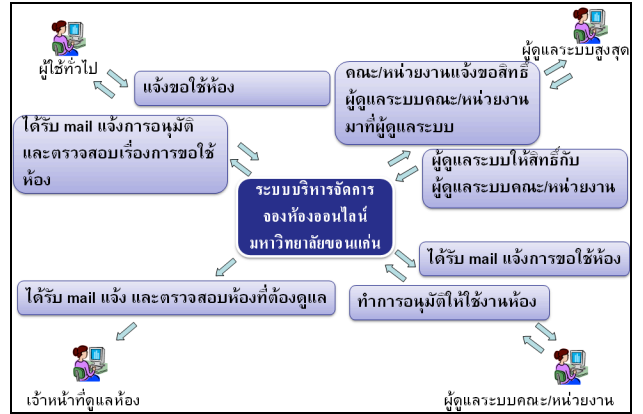 ผู้ใช้ทั่วไป
แจ้งขอใช้ห้อง
ได้รับ mail แจ้งการอนุมัติ
และตรวจสอบเรื่องการขอใช้
ห้อง
ผู้ดูแลระบบสูงสุด
คณะ/หน่วยงานแจ้งขอสิทธิ์
ผู้ดูแลระบบคณะ/หน่วยงาน
มาที่ผู้ดูแลระบบ
ผู้ดูแลระบบให้สิทธิ์กับ
ผู้ดูแลระบบคณะ/หน่วยงาน
ระบบบริหารจัดการ
จองห้องออนไลน์
มหาวิทยาลัยขอนแก่น
ได้รับ mail แจ้งการขอใช้ห้อง
ได้รับ mail แจ้ง และตรวจสอบห้องที่ต้องดูแล
ทำการอนุมัติให้ใช้งานห้อง
เจ้าหน้าที่ดูแลห้อง
ผู้ดูแลระบบคณะ/หน่วยงาน